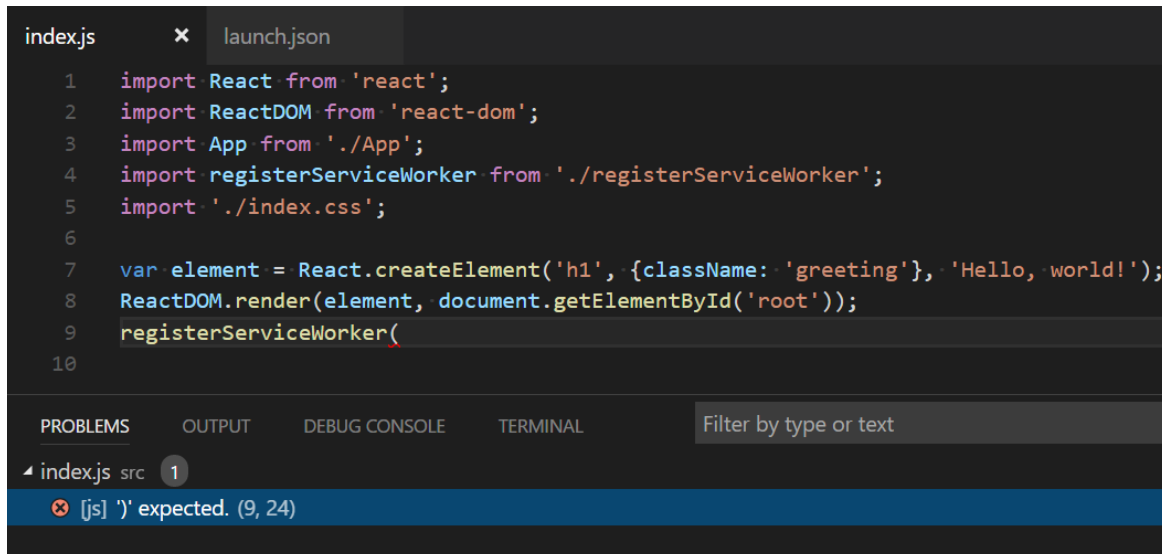 index.js × launch.json
1 import React from 'react';
2 import ReactDOM from 'react-dom';
3 import App from './App';
4 import registerServiceWorker from './registerServiceWorker';
5 import './index.css';
6
7 var element = React.createElement('h1', {className: 'greeting'}, 'Hello, world!');
8 ReactDOM.render(element, document.getElementById('root'));
9 registerServiceWorker(
10
PROBLEMS OUTPUT DEBUG CONSOLE TERMINAL Filter by type or text
index.js src 1
[js] ')' expected. (9, 24)